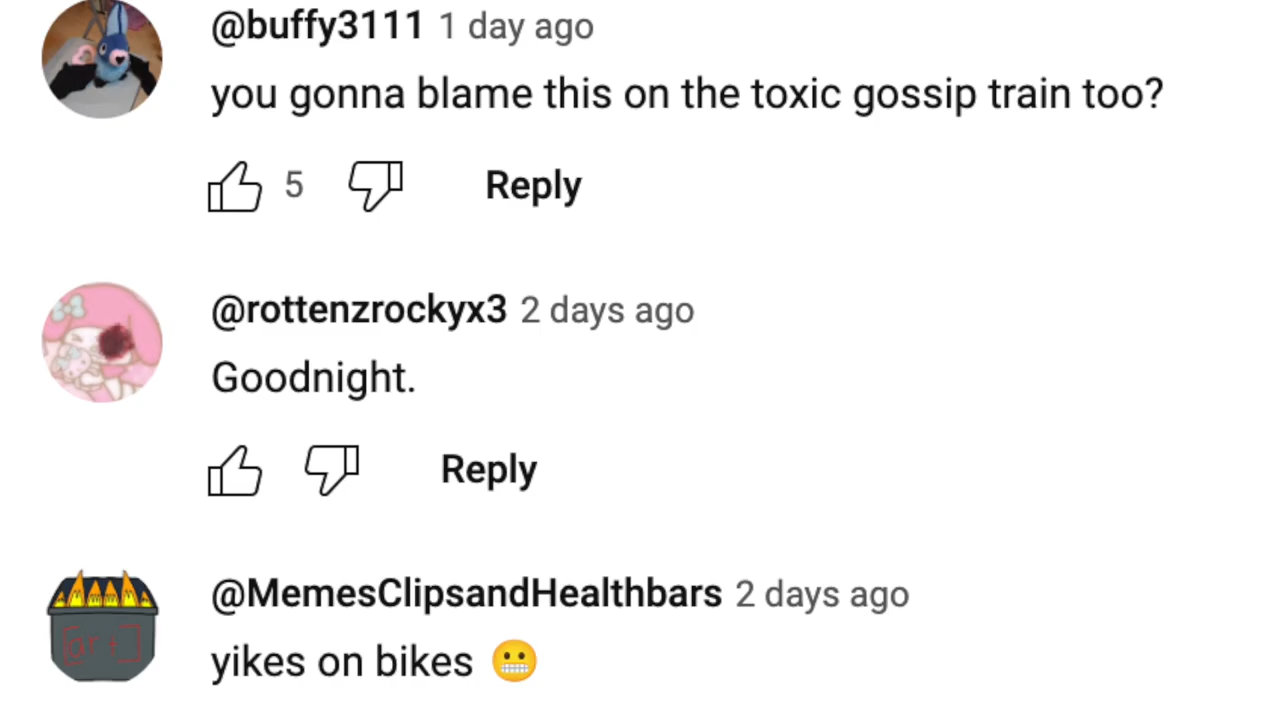 @buffy3111 1 day ago
you gonna blame this on the toxic gossip train too?
5 Reply
@rottenzrockyx3 2 days ago
Goodnight.
Reply
[art]
@MemesClipsandHealthbars 2 days ago
yikes on bikes 😬